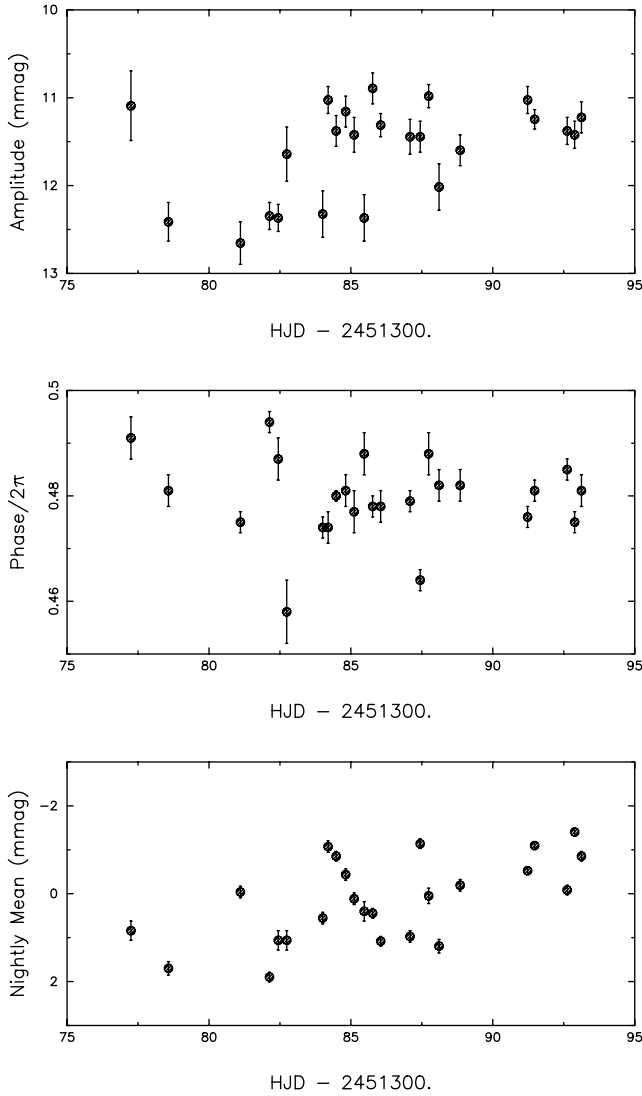 10
11
12
13
Amplitude (mmag)
75 80 85 90 95
HJD − 2451300.
0.5
0.48
0.46
Phase/2π
75 80 85 90 95
HJD − 2451300.
−2
0
2
Nightly Mean (mmag)
75 80 85 90 95
HJD − 2451300.